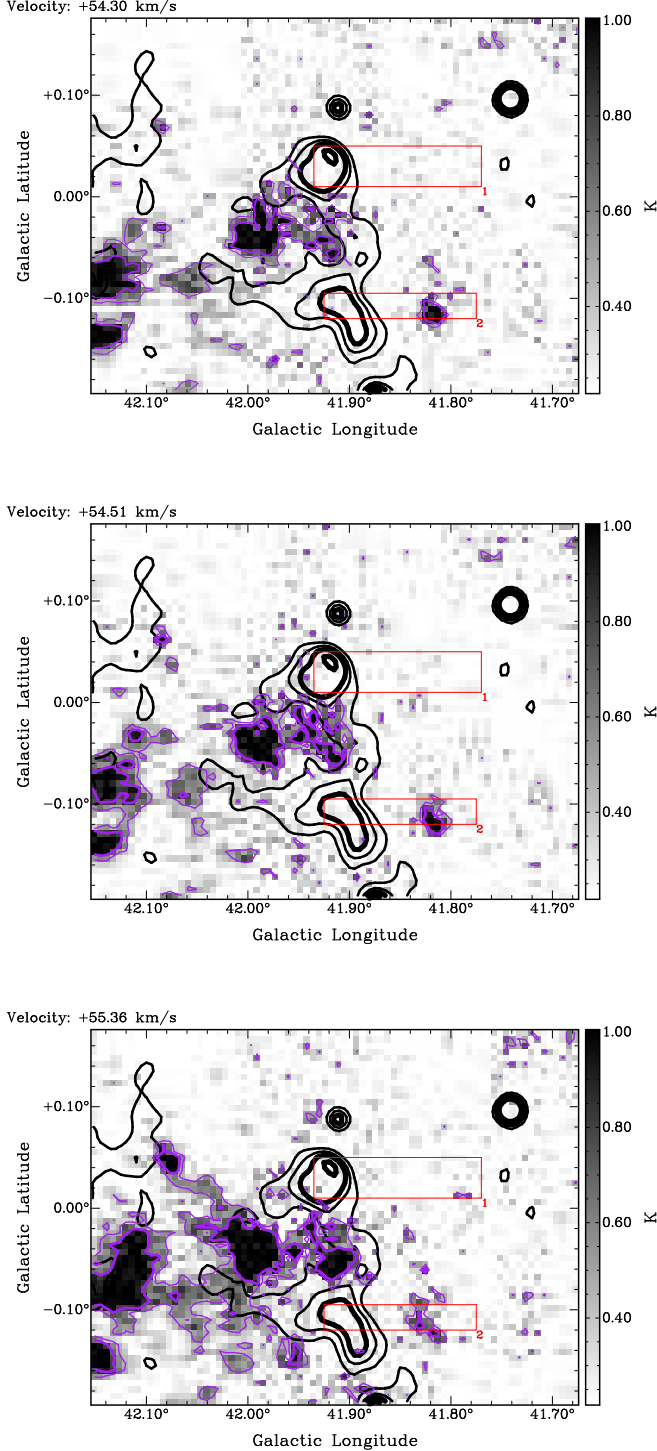 Velocity: +54.30 km/s
1.00
+0.10°
0.80
Galactic Latitude
0.00°
1
0.60
K
−0.10°
2
0.40
42.10° 42.00° 41.90° 41.80° 41.70°
Galactic Longitude
Velocity: +54.51 km/s
1.00
+0.10°
0.80
Galactic Latitude
0.00°
1
0.60
K
−0.10°
2
0.40
42.10° 42.00° 41.90° 41.80° 41.70°
Galactic Longitude
Velocity: +55.36 km/s
1.00
+0.10°
0.80
Galactic Latitude
0.00°
1
0.60
K
−0.10°
2
0.40
42.10° 42.00° 41.90° 41.80° 41.70°
Galactic Longitude